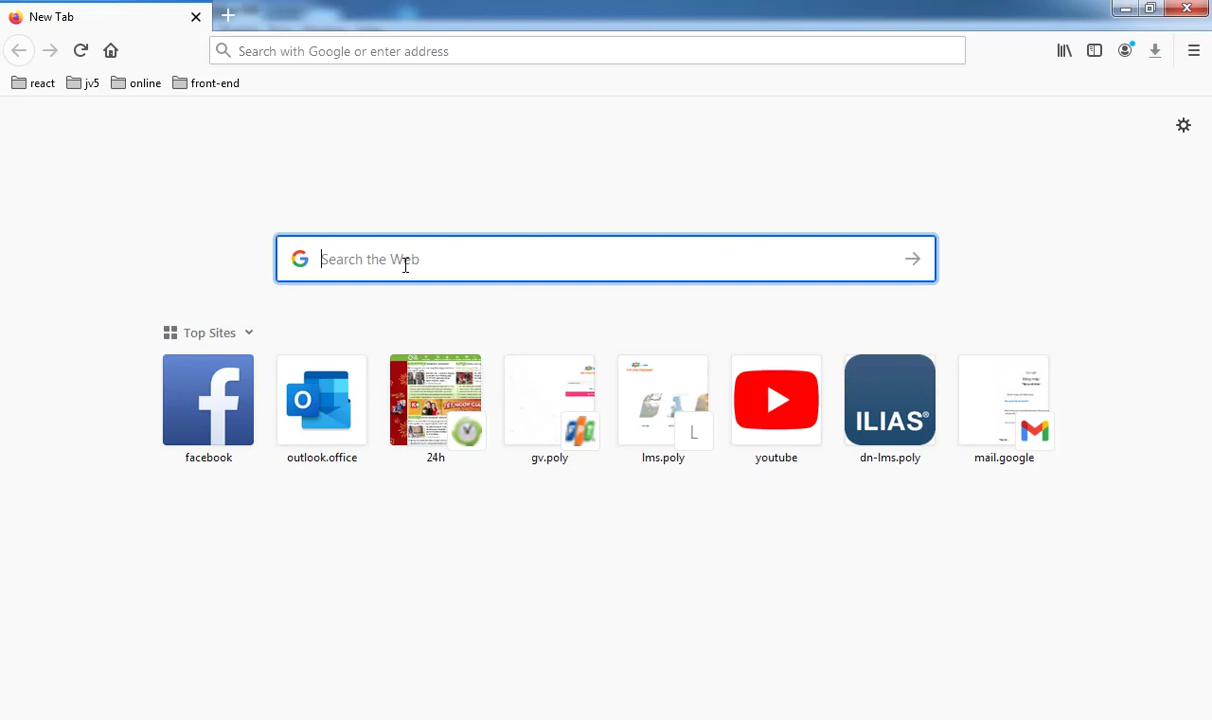 New Tab
Search with Google or enter address
react jv5 online front-end
Search the Web
Top Sites
ILIAS®
L
facebook outlook.office 24h gv.poly lms.poly youtube dn-lms.poly mail.google